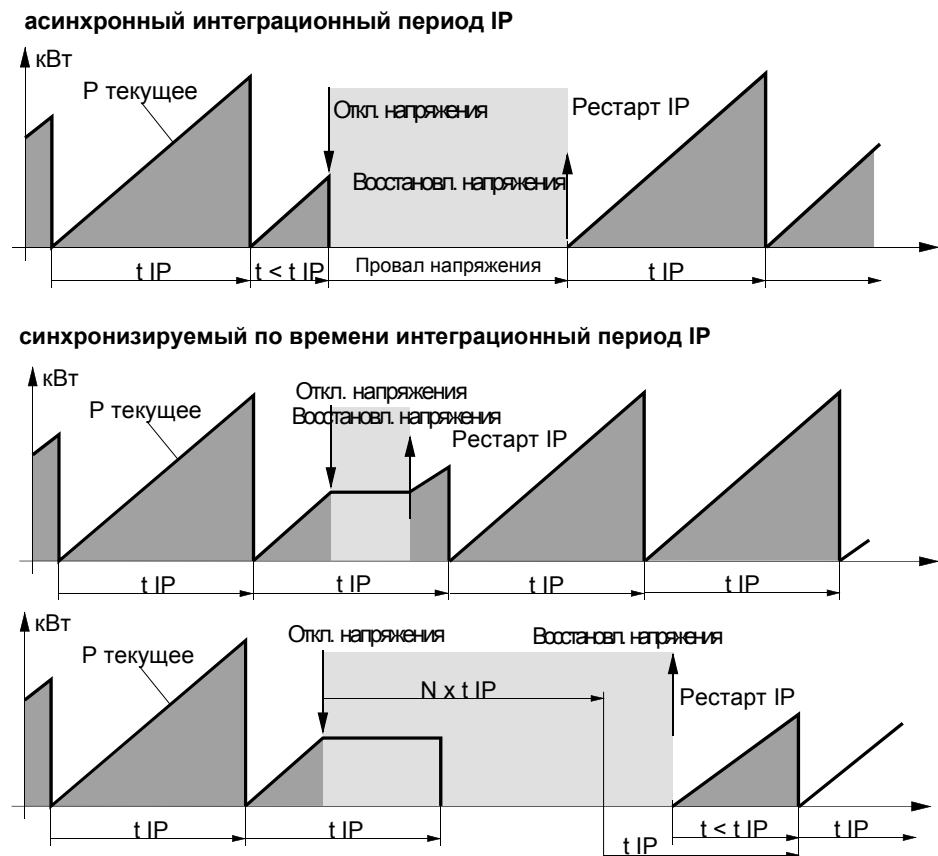 асинхронный интеграционный период IP
кВт
P текущее
Откл. напряжения
Рестарт IP
Восстановл. напряжения
t IP
t < t IP
Провал напряжения
t IP
синхронизируемый по времени интеграционный период IP
кВт
P текущее
Откл. напряжения
Восстановл. напряжения
Рестарт IP
t IP
t IP
t IP
t IP
кВт
P текущее
Откл. напряжения
Восстановл. напряжения
N x t IP
Рестарт IP
t IP
t IP
t < t IP
t IP
t IP